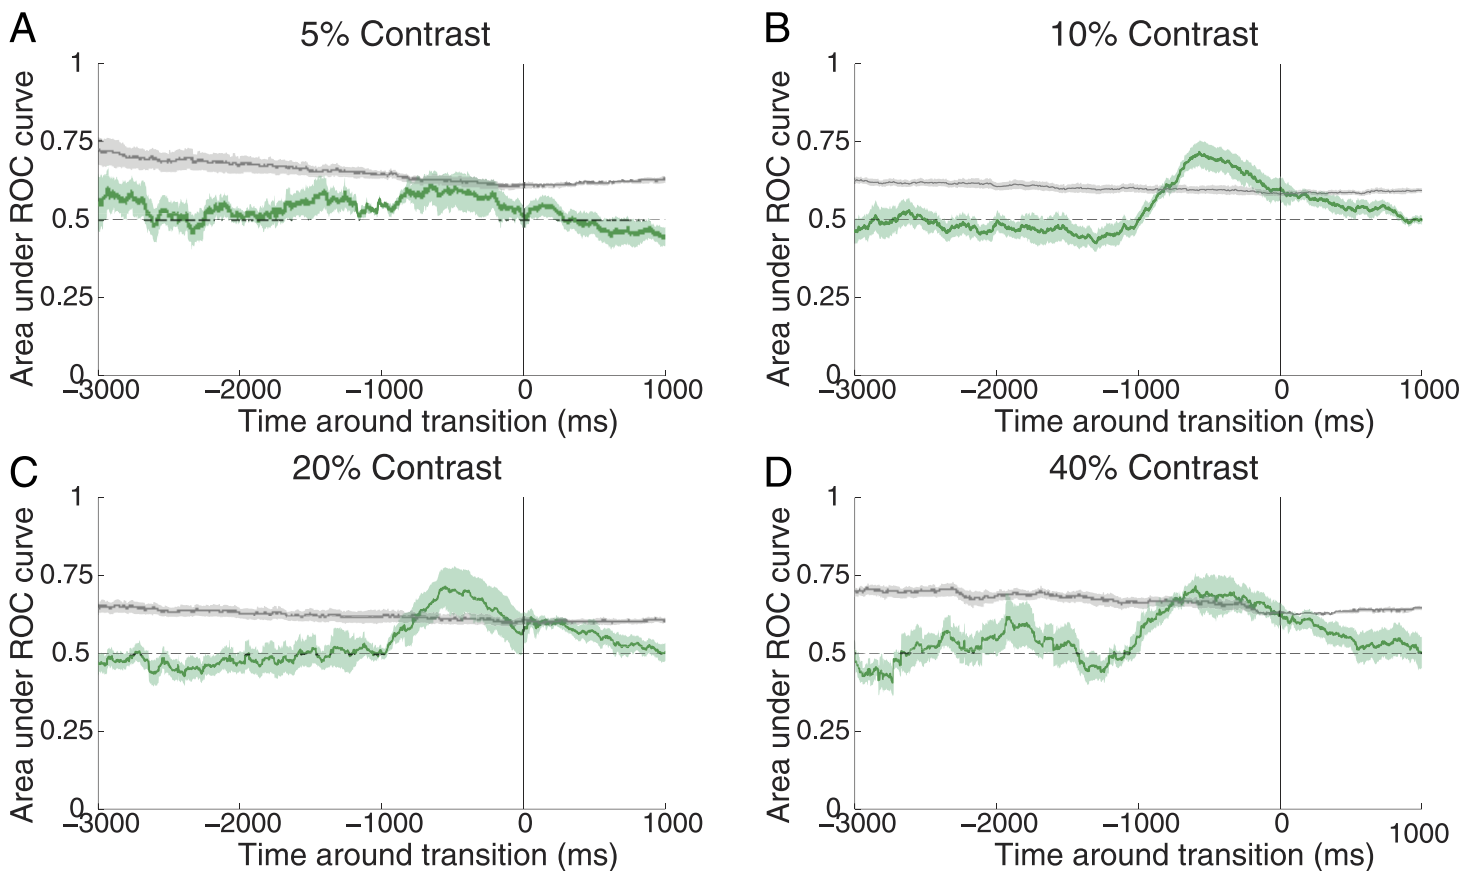 A
5% Contrast
Area under ROC curve
1
0.75
0.5
0.25
0
−3000
−2000
−1000
0
1000
Time around transition (ms)
B
10% Contrast
Area under ROC curve
1
0.75
0.5
0.25
0
−3000
−2000
−1000
0
1000
Time around transition (ms)
C
20% Contrast
Area under ROC curve
1
0.75
0.5
0.25
0
−3000
−2000
−1000
0
1000
Time around transition (ms)
D
40% Contrast
Area under ROC curve
1
0.75
0.5
0.25
0
−3000
−2000
−1000
0
1000
Time around transition (ms)